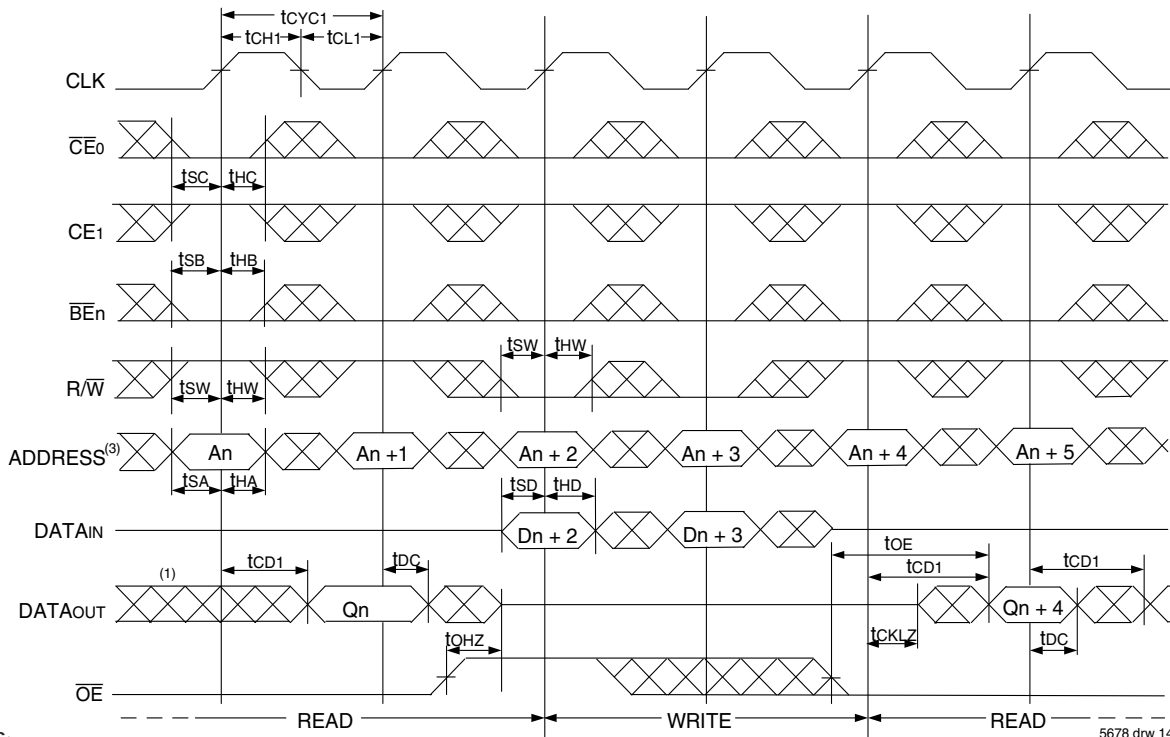 tCYC1
tCH1 tCL1
CLK
CE0
tSC tHC
CE1
tSB tHB
BEn
tSW tHW
R/W
tSW tHW
ADDRESS(3) An An +1 An + 2 An + 3 An + 4 An + 5
tSA tHA
tSD tHD
DATAIN Dn + 2 Dn + 3
tOE
tCD1 tDC tCD1 tCD1
(1)
DATAOUT Qn Qn + 4
tOHZ tCKLZ tDC
OE
READ WRITE READ
5678 drw 14